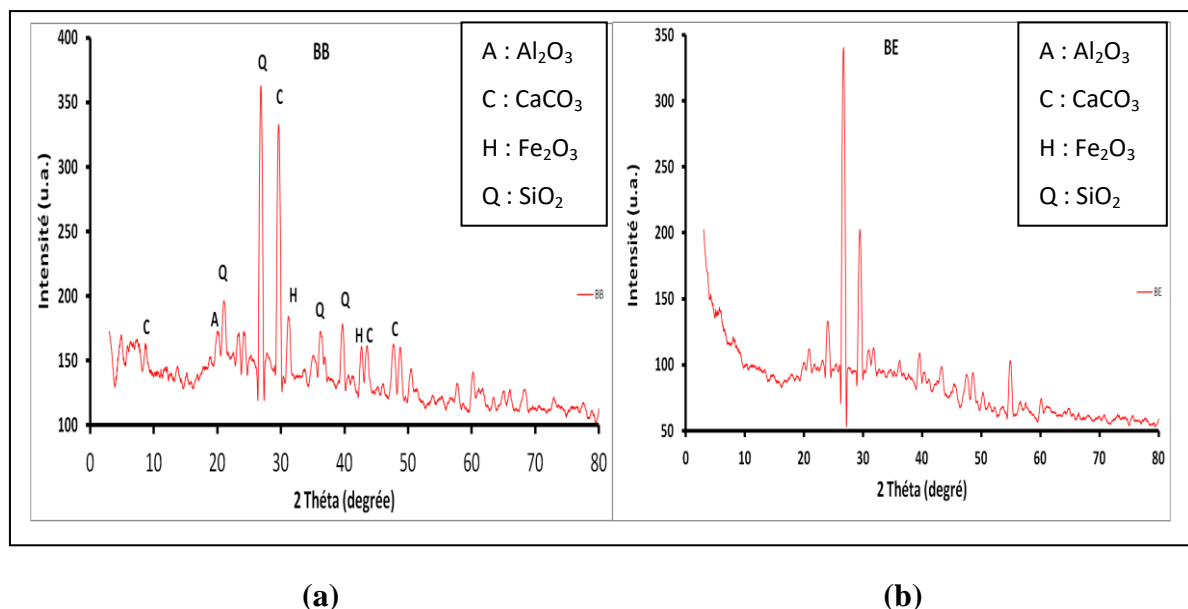 BB
Intensité (u.a.)
400
350
300
250
200
150
100
0 10 20 30 40 50 60 70 80
2 Théta (degrée)
C
A
Q
Q
C
H
Q
Q
H
C
C
BB
A : Al₂O₃
C : CaCO₃
H : Fe₂O₃
Q : SiO₂
BE
Intensité (u.a.)
350
300
250
200
150
100
50
0 10 20 30 40 50 60 70 80
2 Théta (degré)
BE
A : Al₂O₃
C : CaCO₃
H : Fe₂O₃
Q : SiO₂
(a) (b)